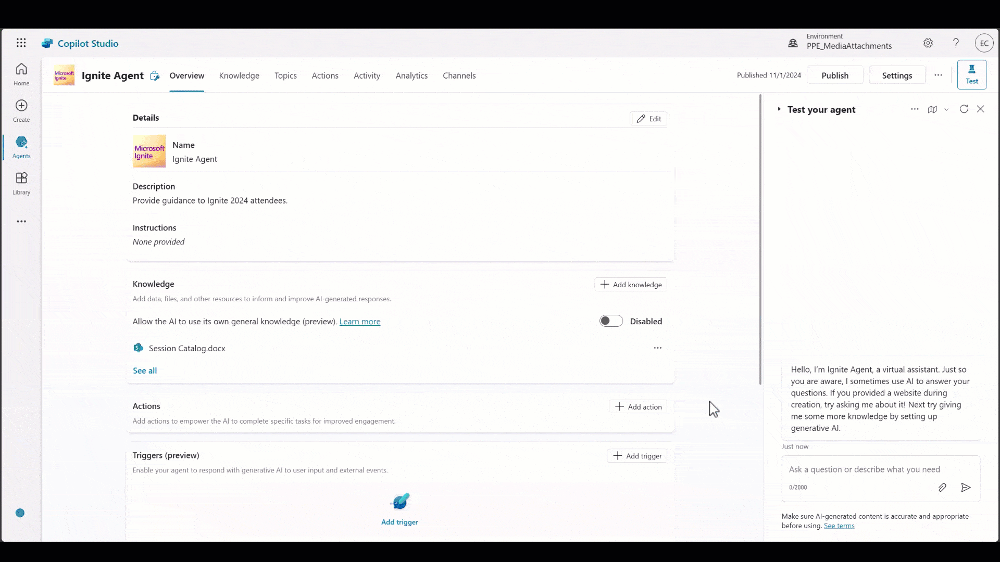 Copilot Studio
Environment
PPE_MediaAttachments
EC
Home
Create
Agents
Library
Microsoft
Ignite
Ignite Agent
Overview
Knowledge
Topics
Actions
Activity
Analytics
Channels
Published 11/1/2024
Publish
Settings
Test
Details
Edit
Microsoft
Ignite
Name
Ignite Agent
Description
Provide guidance to Ignite 2024 attendees.
Instructions
None provided
Knowledge
Add knowledge
Add data, files, and other resources to inform and improve AI-generated responses.
Allow the AI to use its own general knowledge (preview). Learn more
Disabled
Session Catalog.docx
See all
Actions
Add action
Add actions to empower the AI to complete specific tasks for improved engagement.
Triggers (preview)
Add trigger
Enable your agent to respond with generative AI to user input and external events.
Add trigger
Test your agent
Hello, I'm Ignite Agent, a virtual assistant. Just so
you are aware, I sometimes use AI to answer your
questions. If you provided a website during
creation, try asking me about it! Next try giving
me some more knowledge by setting up
generative AI.
Just now
Ask a question or describe what you need
0/2000
Make sure AI-generated content is accurate and appropriate
before using. See terms